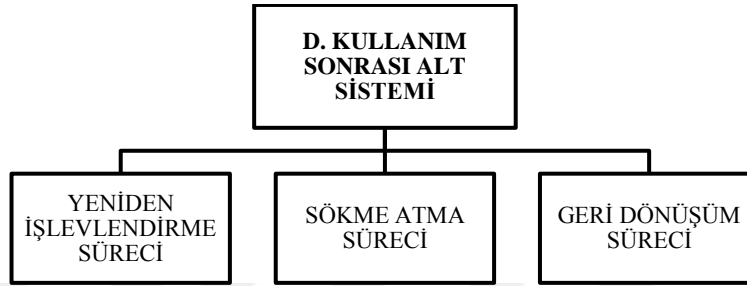 D. KULLANIM
SONRASI ALT
SİSTEMİ
YENİDEN
İŞLEVLENDİRME
SÜRECİ
SÖKME ATMA
SÜRECİ
GERİ DÖNÜŞÜM
SÜRECİ